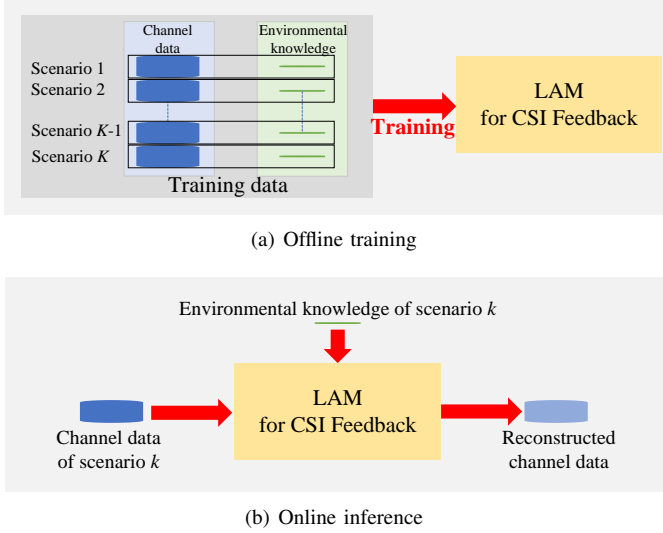 Channel
data
Environmental
knowledge
Scenario 1
Scenario 2
Scenario K-1
Scenario K
Training data
Training
LAM
for CSI Feedback
(a) Offline training
Environmental knowledge of scenario k
LAM
for CSI Feedback
Channel data
of scenario k
Reconstructed
channel data
(b) Online inference